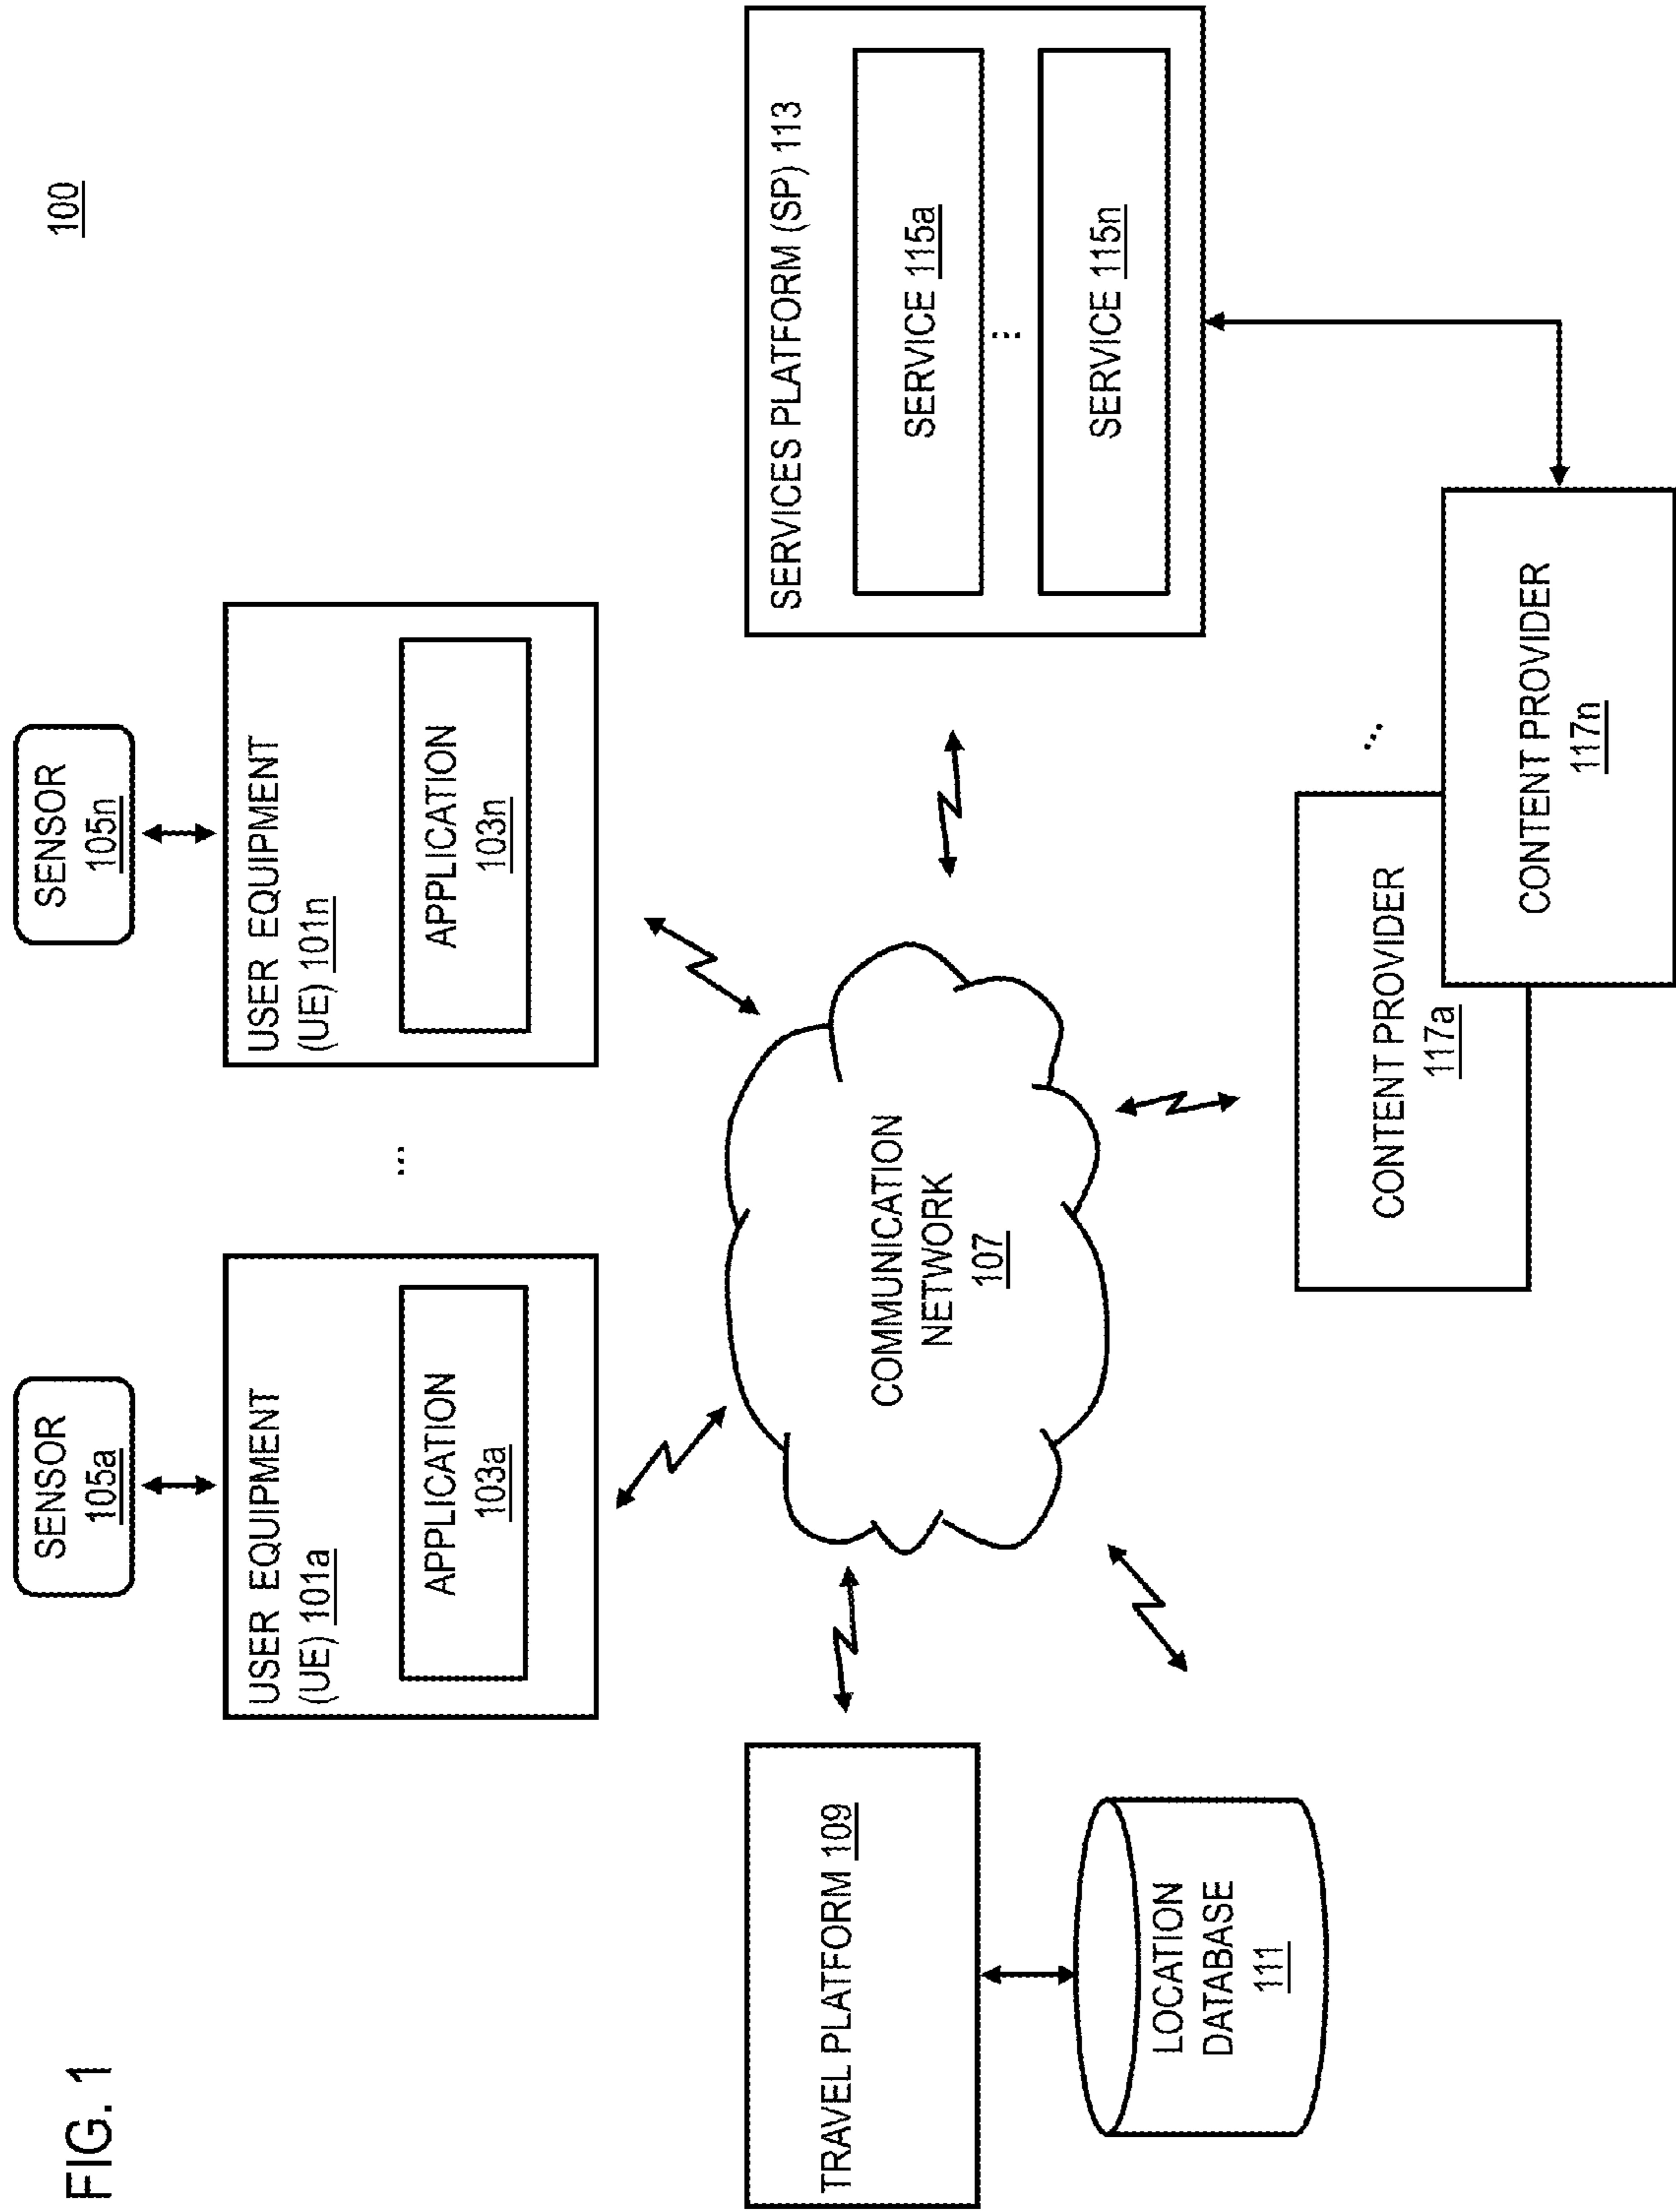 FIG. 1
100
SENSOR
105a
SENSOR
105n
USER EQUIPMENT
(UE) 101a
APPLICATION
103a
...
USER EQUIPMENT
(UE) 101n
APPLICATION
103n
COMMUNICATION
NETWORK
107
TRAVEL PLATFORM 109
LOCATION
DATABASE
111
SERVICES PLATFORM (SP) 113
SERVICE 115a
...
SERVICE 115n
CONTENT PROVIDER
117a
...
CONTENT PROVIDER
117n